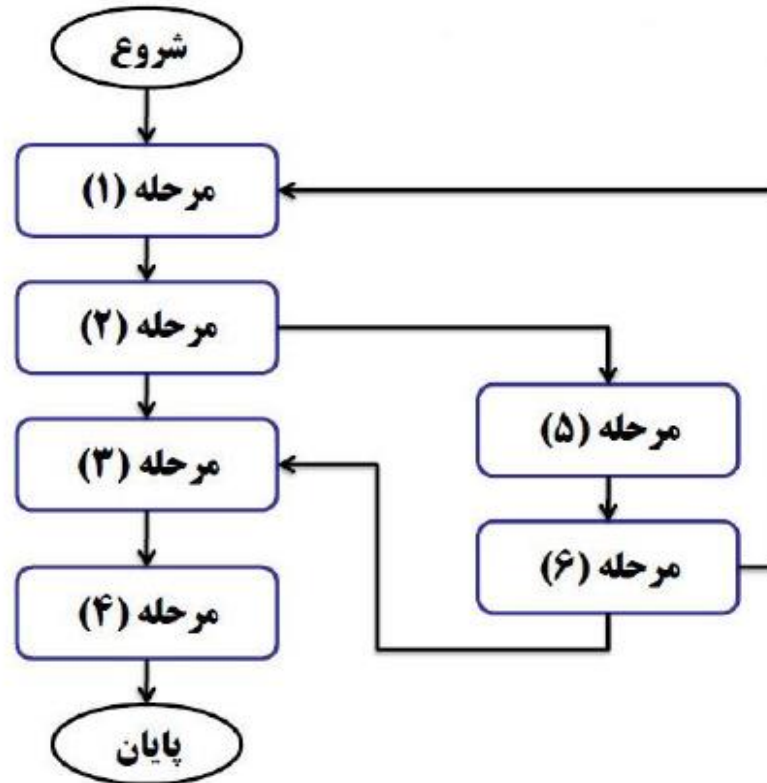 شروع
مرحله (۱)
مرحله (۲)
مرحله (۳)
مرحله (۴)
پایان
مرحله (۵)
مرحله (۶)